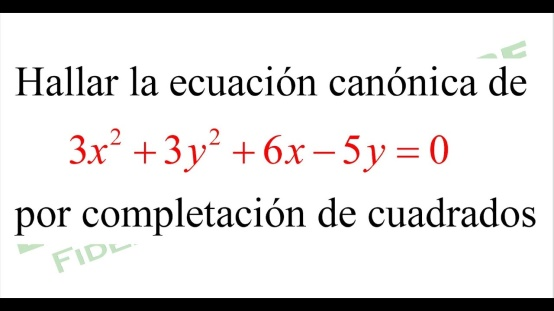 Hallar la ecuación canónica de
3x² + 3y² + 6x − 5y = 0
por completación de cuadrados